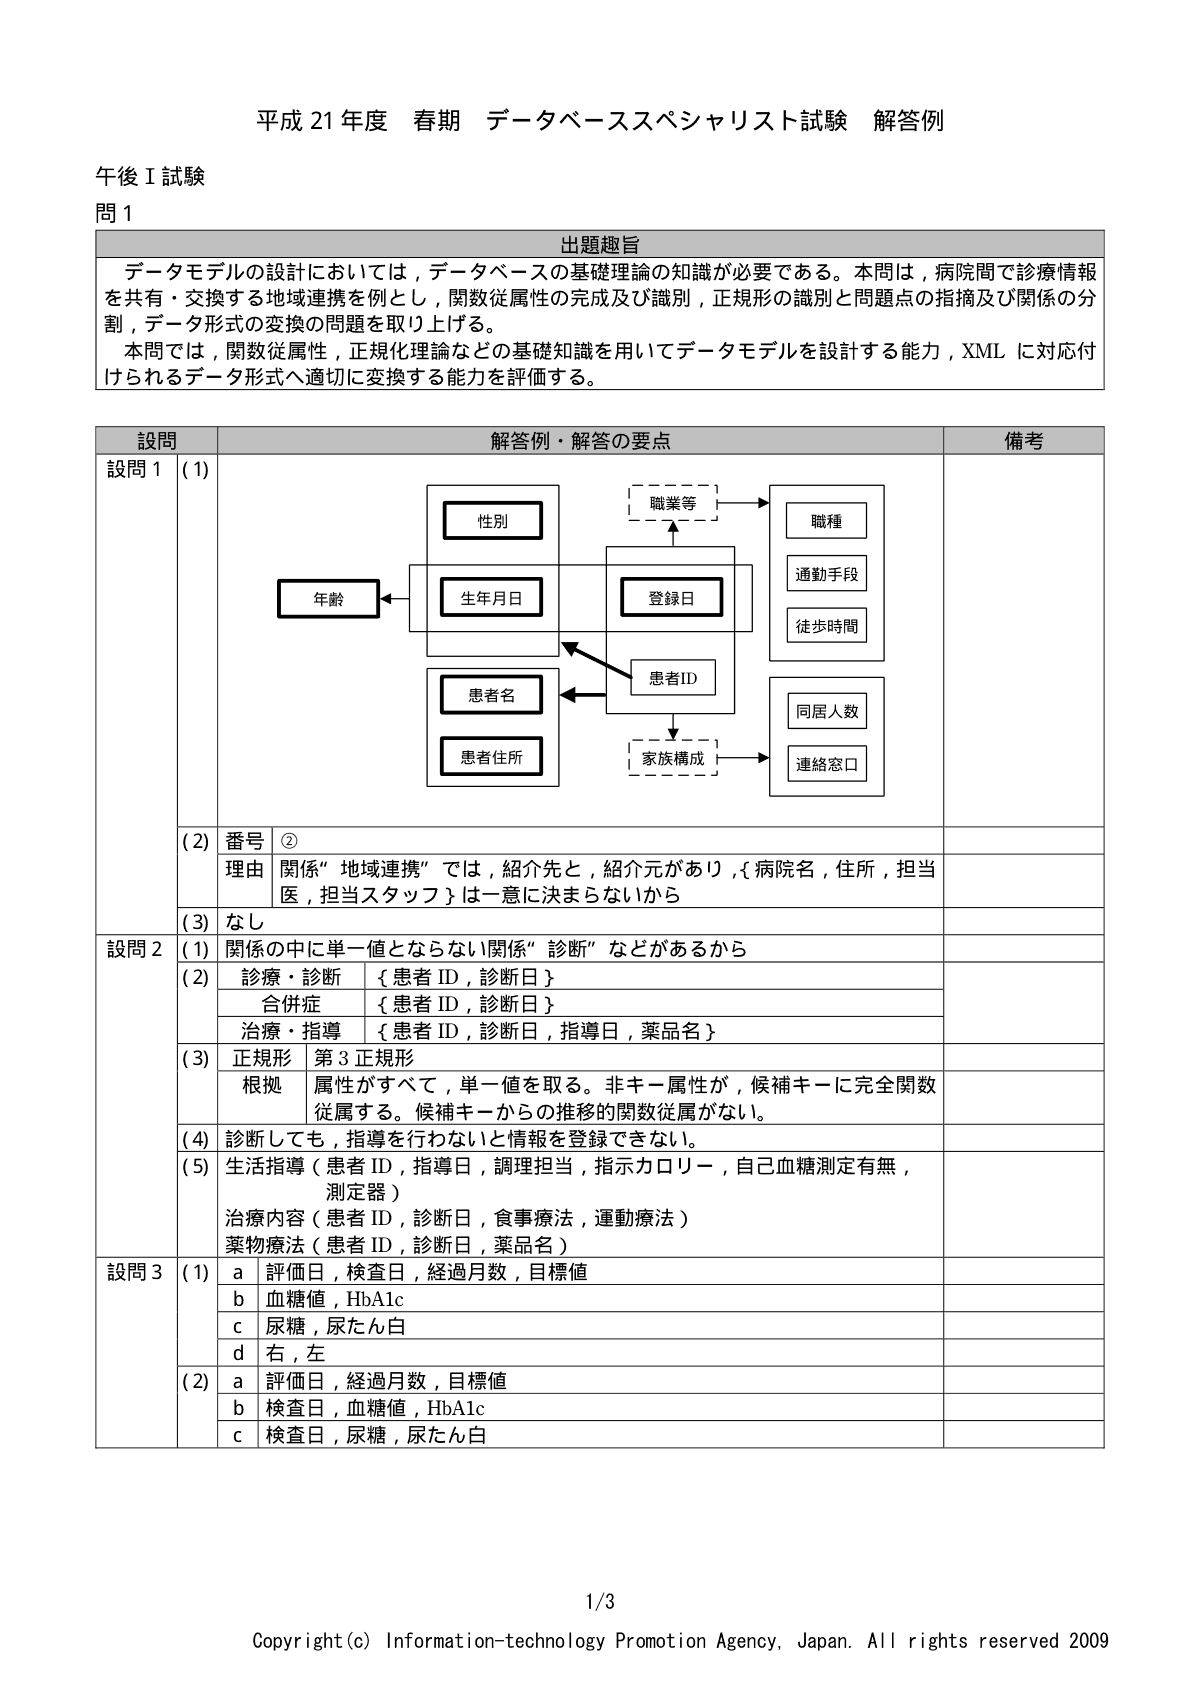 平成 21 年度　春期　データベーススペシャリスト試験　解答例
午後Ⅰ試験
問 1
出題趣旨
　データモデルの設計においては，データベースの基礎理論の知識が必要である。本問は，病院間で診療情報
を共有・交換する地域連携を例とし，関数従属性の完成及び識別，正規形の識別と問題点の指摘及び関係の分
割，データ形式の変換の問題を取り上げる。
　本問では，関数従属性，正規化理論などの基礎知識を用いてデータモデルを設計する能力，XML に対応付
けられるデータ形式へ適切に変換する能力を評価する。
設問　解答例・解答の要点　備考
設問 1 (1)
職業等
性別
職種
通勤手段
年齢
生年月日
登録日
徒歩時間
患者ID
患者名
同居人数
患者住所
家族構成
連絡窓口
(2) 番号 ②
理由 関係“地域連携”では，紹介先と，紹介元があり，{病院名，住所，担当
医，担当スタッフ}は一意に決まらないから
(3) なし
設問 2 (1) 関係の中に単一値とならない関係“診断”などがあるから
(2) 診療・診断 {患者 ID，診断日}
合併症 {患者 ID，診断日}
治療・指導 {患者 ID，診断日，指導日，薬品名}
(3) 正規形 第 3 正規形
根拠 属性がすべて，単一値を取る。非キー属性が，候補キーに完全関数
従属する。候補キーからの推移的関数従属がない。
(4) 診断しても，指導を行わないと情報を登録できない。
(5) 生活指導（患者 ID，指導日，調理担当，指示カロリー，自己血糖測定有無，
測定器）
治療内容（患者 ID，診断日，食事療法，運動療法）
薬物療法（患者 ID，診断日，薬品名）
設問 3 (1) a 評価日，検査日，経過月数，目標値
b 血糖値，HbA1c
c 尿糖，尿たん白
d 右，左
(2) a 評価日，経過月数，目標値
b 検査日，血糖値，HbA1c
c 検査日，尿糖，尿たん白
1/3
Copyright(c) Information-technology Promotion Agency, Japan. All rights reserved 2009